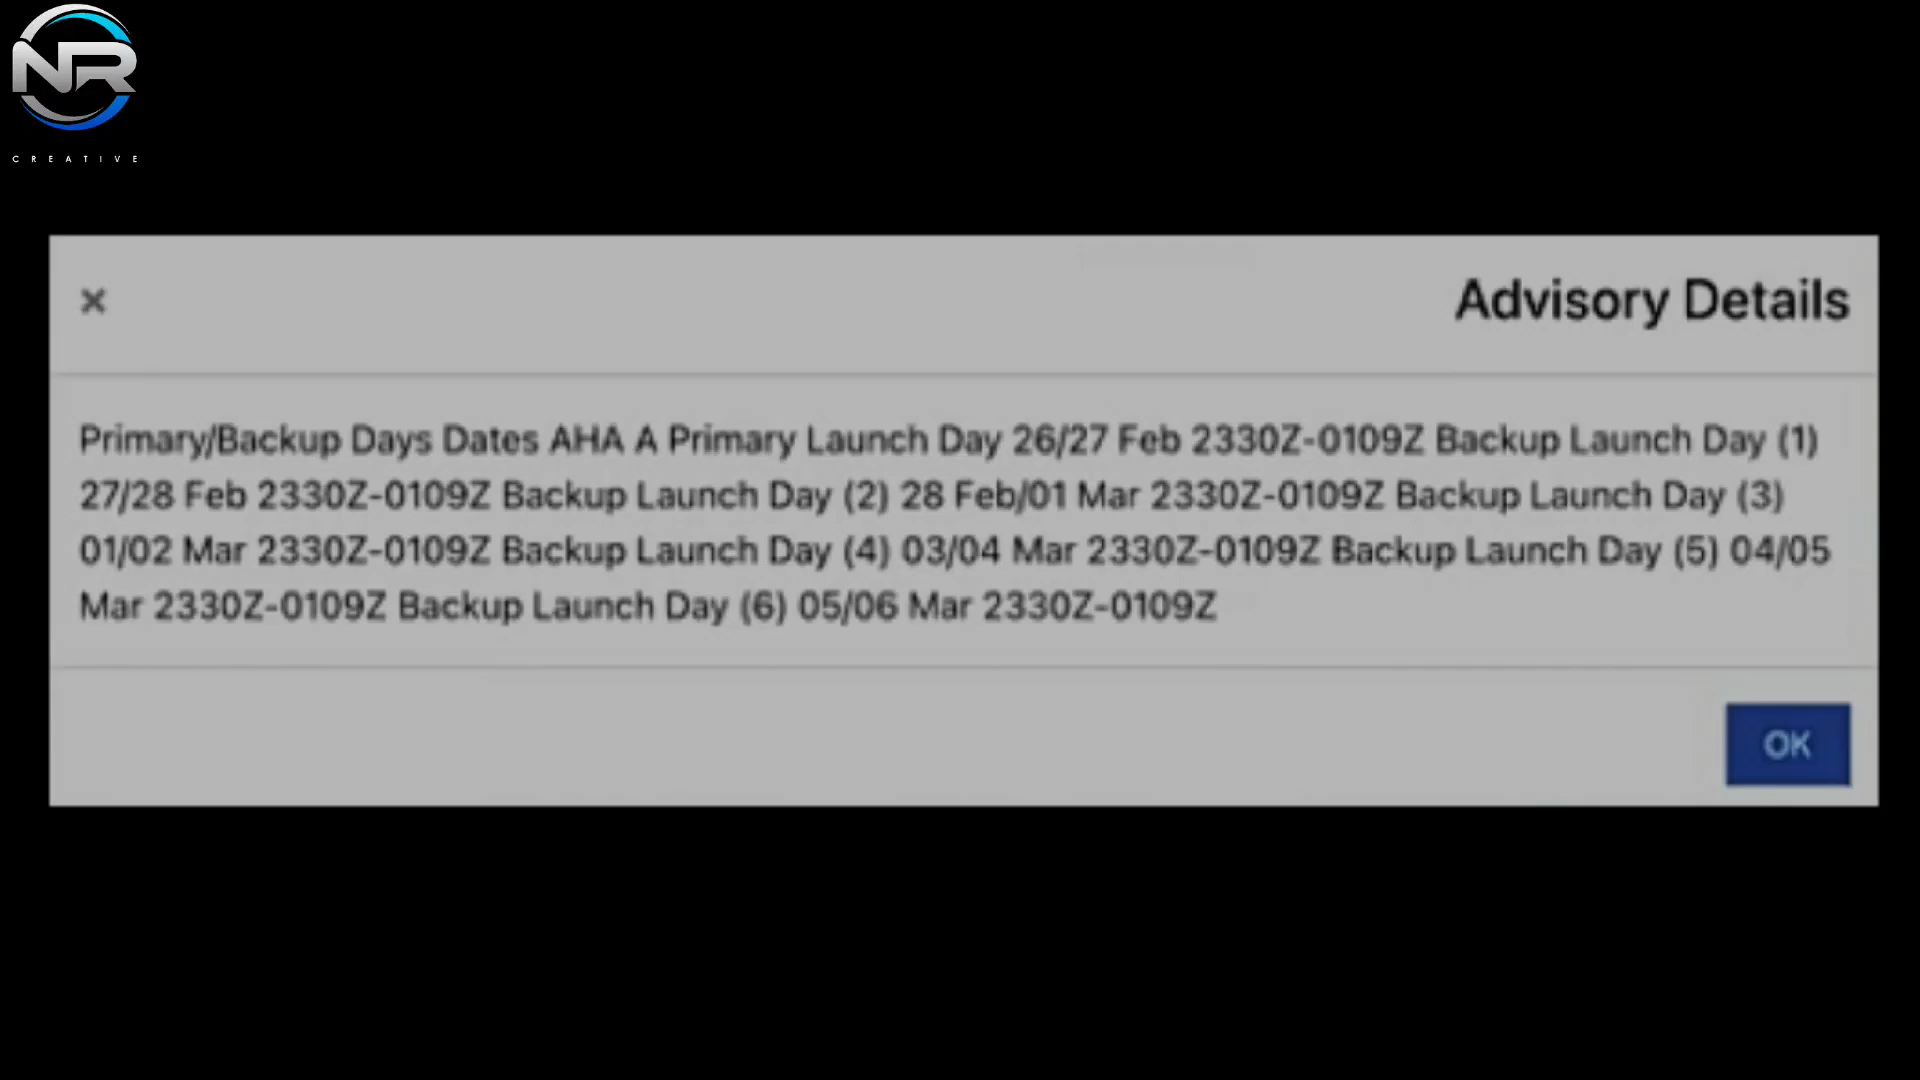 NR
CREATIVE
× Advisory Details
Primary/Backup Days Dates AHA A Primary Launch Day 26/27 Feb 2330Z-0109Z Backup Launch Day (1)
27/28 Feb 2330Z-0109Z Backup Launch Day (2) 28 Feb/01 Mar 2330Z-0109Z Backup Launch Day (3)
01/02 Mar 2330Z-0109Z Backup Launch Day (4) 03/04 Mar 2330Z-0109Z Backup Launch Day (5) 04/05
Mar 2330Z-0109Z Backup Launch Day (6) 05/06 Mar 2330Z-0109Z
OK